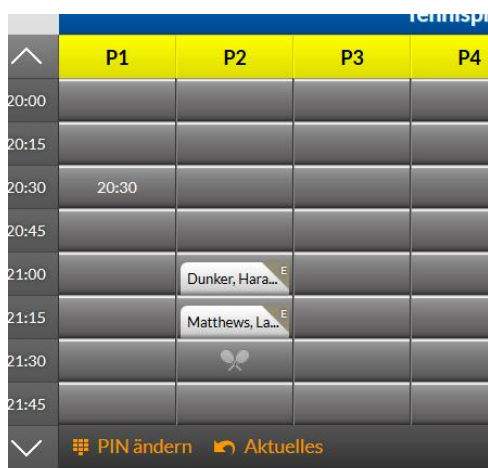 Tennispl
P1 P2 P3 P4
20:00
20:15
20:30 20:30
20:45
21:00 Dunker, Hara... E
21:15 Matthews, La... E
21:30
21:45
PIN ändern Aktuelles